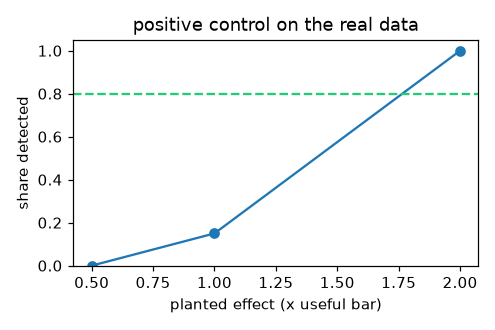 positive control on the real data
share detected
1.0
0.8
0.6
0.4
0.2
0.0
0.50 0.75 1.00 1.25 1.50 1.75 2.00
planted effect (x useful bar)